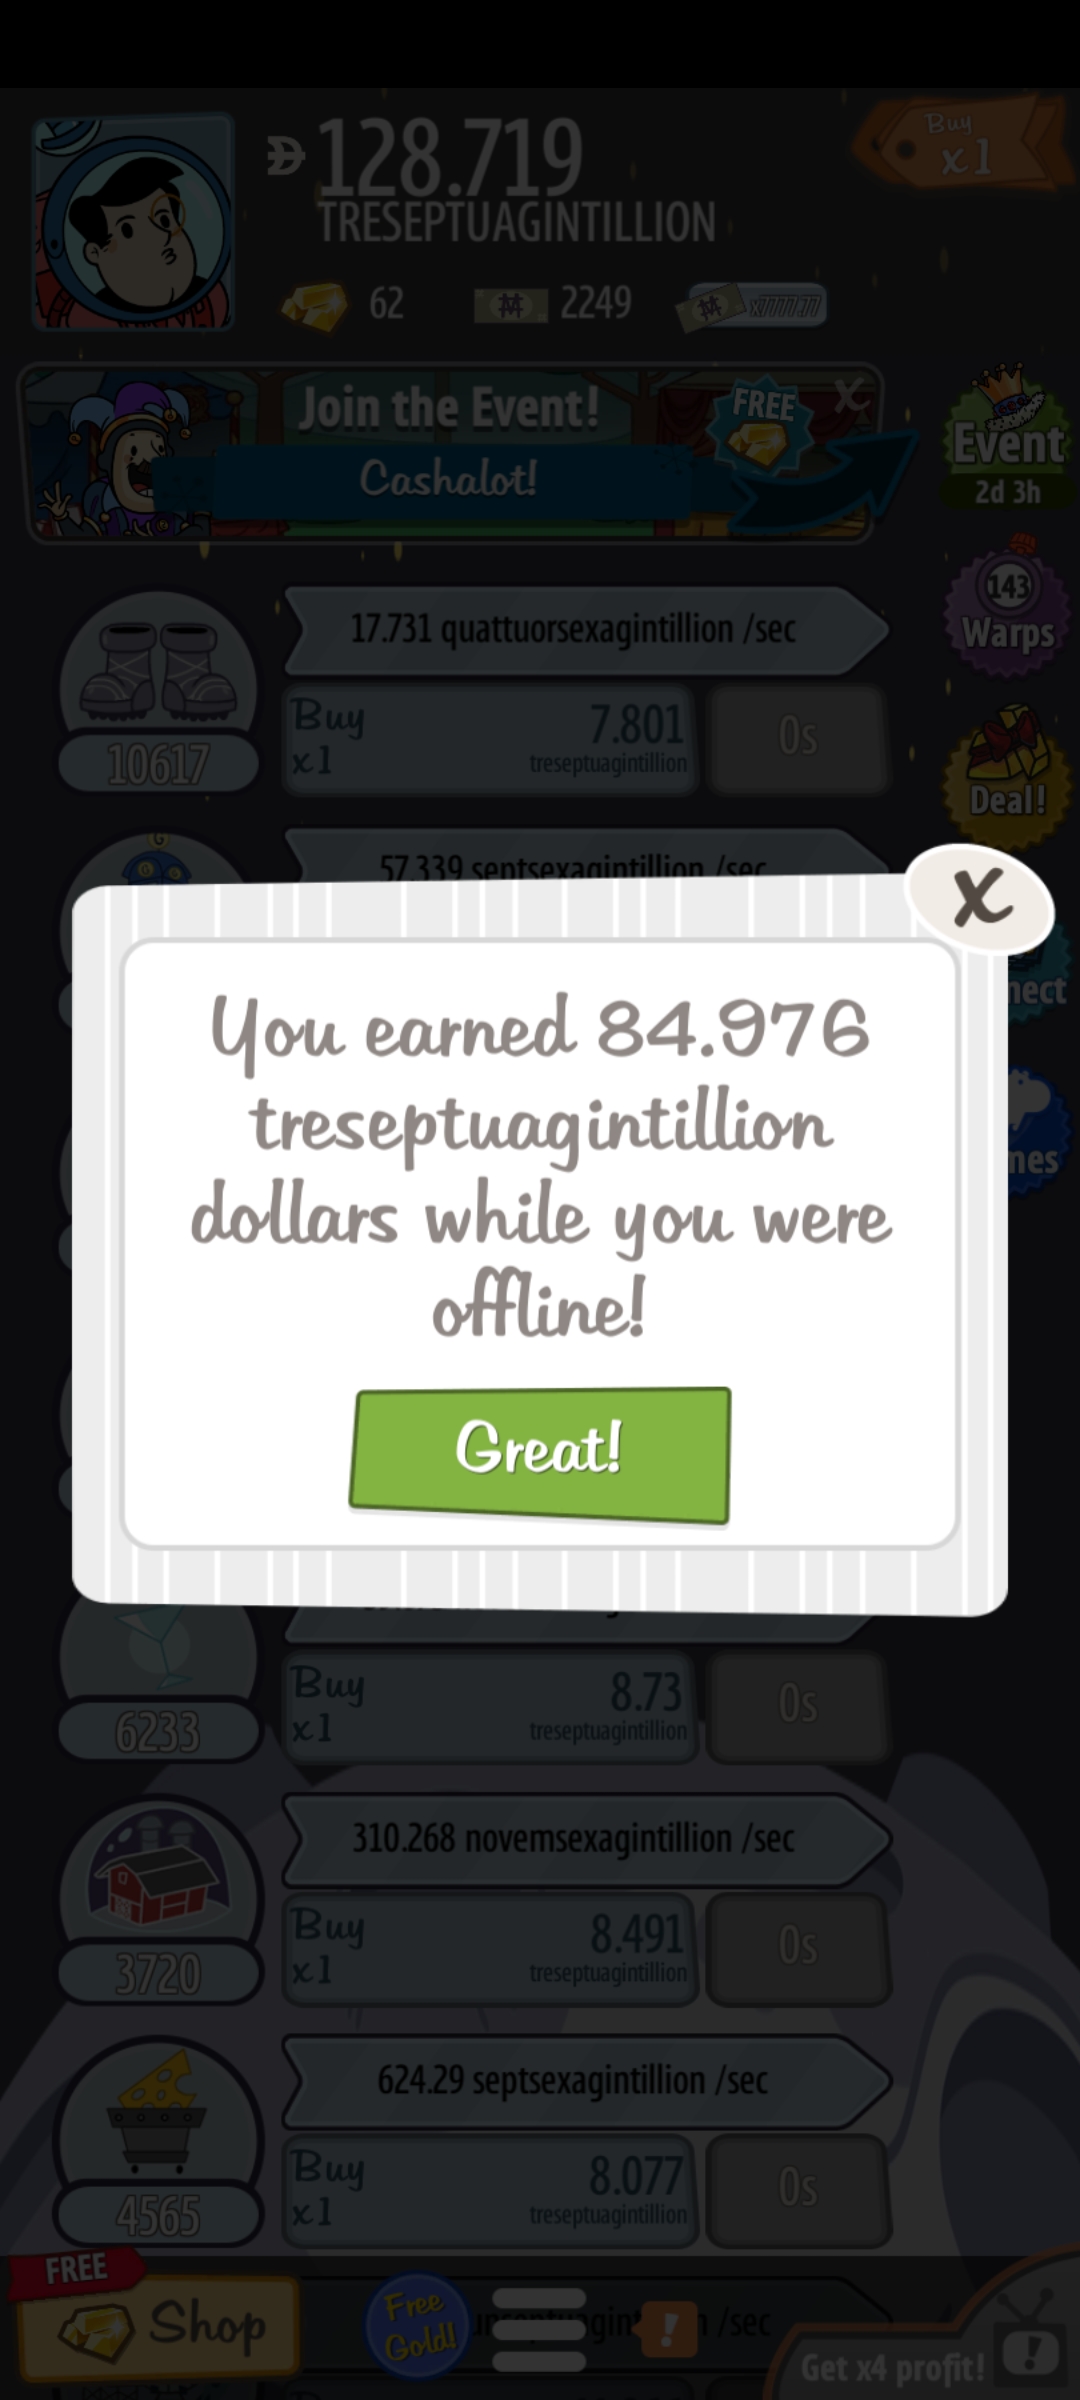 128.719
TRESEPTUAGINTILLION
Buy
x1
62
2249
x7777.77
Join the Event!
FREE
X
Cashalot!
Event
2d 3h
17.731 quattuorsexagintillion /sec
143
Warps
Buy
x1
7.801
treseptuagintillion
0s
10617
Deal!
57.339 septsexagintillion /sec
X
You earned 84.976
treseptuagintillion
dollars while you were
offline!
Great!
Buy
x1
8.73
treseptuagintillion
0s
6233
310.268 novemsexagintillion /sec
Buy
x1
8.491
treseptuagintillion
0s
3720
624.29 septsexagintillion /sec
Buy
x1
8.077
treseptuagintillion
0s
4565
FREE
Shop
Free
Gold!
!
/sec
Get x4 profit!
!